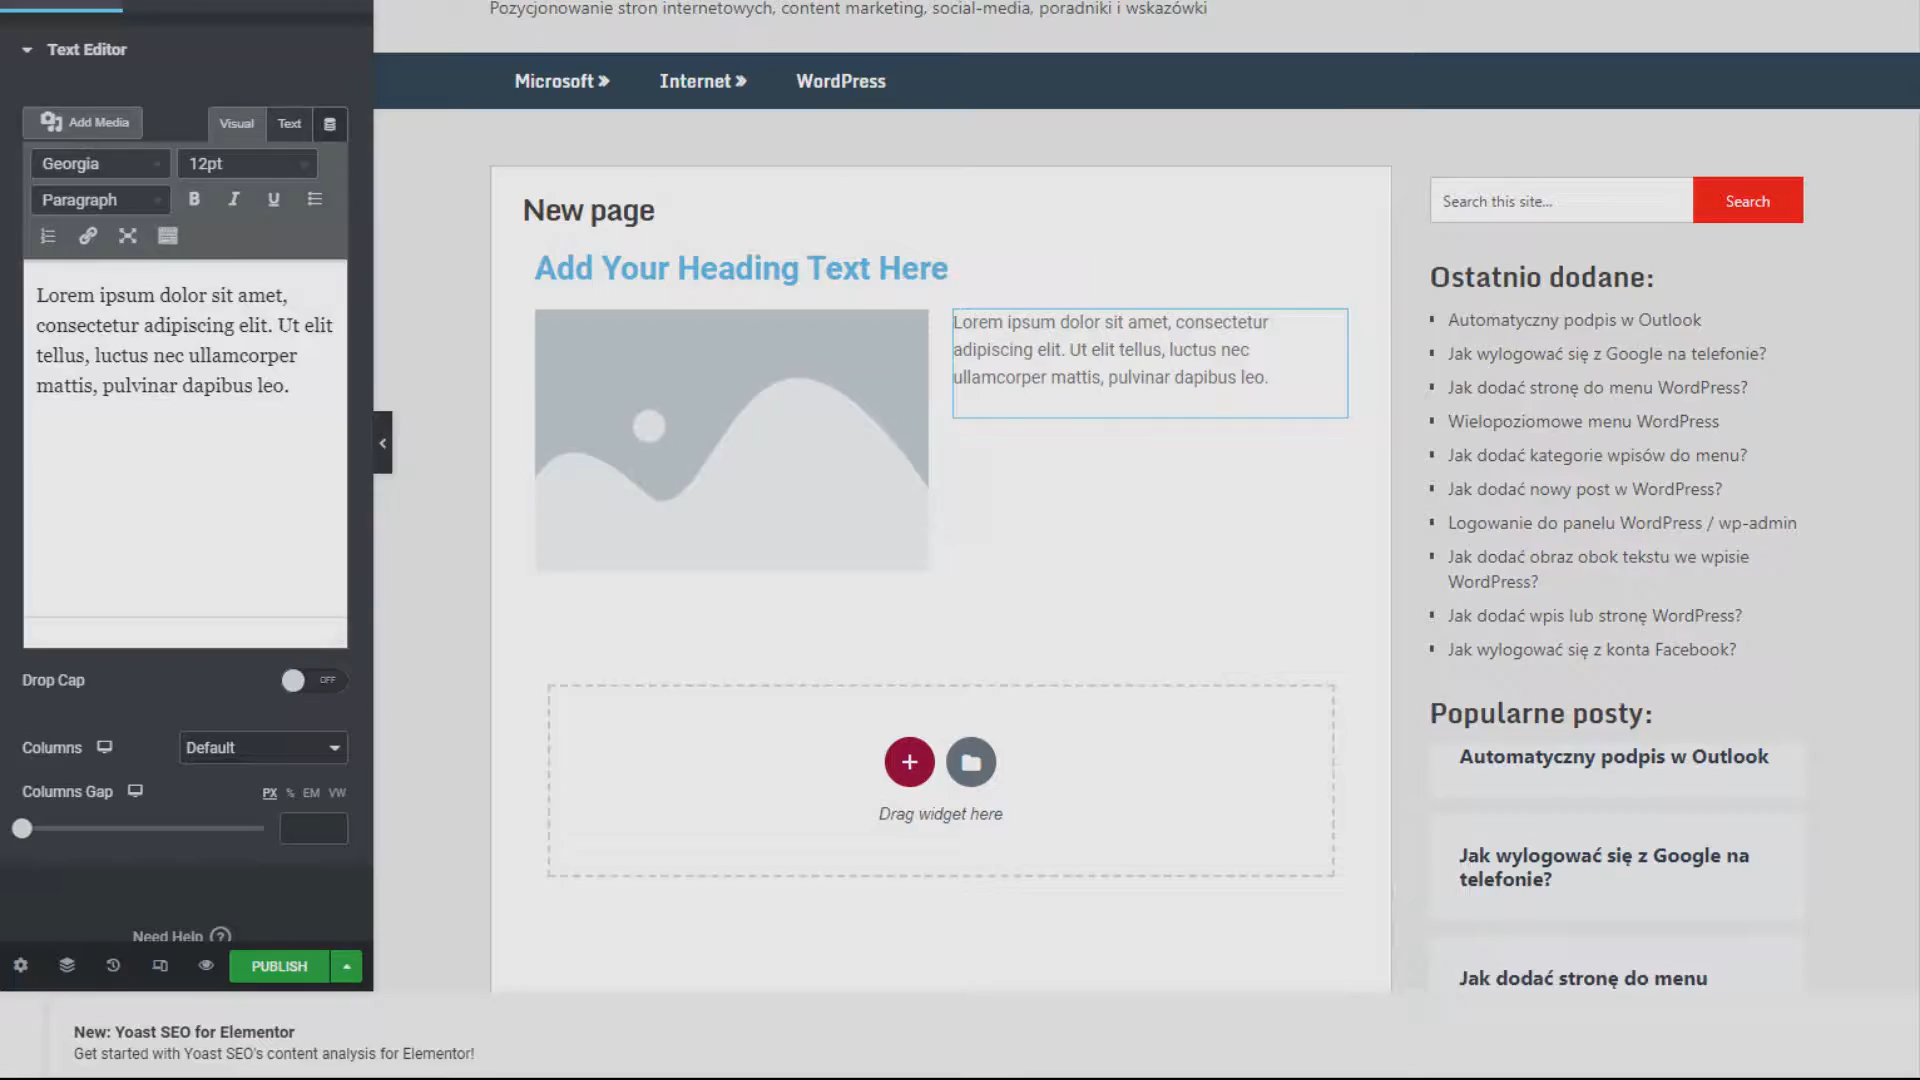 Pozycjonowanie stron internetowych, content marketing, social-media, poradniki i wskazówki
Text Editor
Microsoft »
Internet »
WordPress
Add Media
Visual
Text
Georgia
12pt
Paragraph
B
I
U
Lorem ipsum dolor sit amet,
consectetur adipiscing elit. Ut elit
tellus, luctus nec ullamcorper
mattis, pulvinar dapibus leo.
Drop Cap
OFF
Columns
Default
Columns Gap
PX
%
EM
VW
Need Help
PUBLISH
New page
Add Your Heading Text Here
Lorem ipsum dolor sit amet, consectetur
adipiscing elit. Ut elit tellus, luctus nec
ullamcorper mattis, pulvinar dapibus leo.
Drag widget here
Search this site...
Search
Ostatnio dodane:
Automatyczny podpis w Outlook
Jak wylogować się z Google na telefonie?
Jak dodać stronę do menu WordPress?
Wielopoziomowe menu WordPress
Jak dodać kategorie wpisów do menu?
Jak dodać nowy post w WordPress?
Logowanie do panelu WordPress / wp-admin
Jak dodać obraz obok tekstu we wpisie
WordPress?
Jak dodać wpis lub stronę WordPress?
Jak wylogować się z konta Facebook?
Popularne posty:
Automatyczny podpis w Outlook
Jak wylogować się z Google na
telefonie?
Jak dodać stronę do menu
New: Yoast SEO for Elementor
Get started with Yoast SEO's content analysis for Elementor!